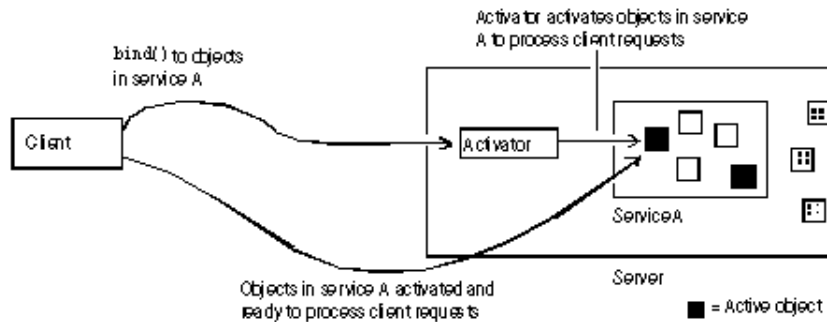 Activator activates objects in service
A to process client requests
bind() to objects
in service A
Client
Activator
Service A
Server
Objects in service A activated and
ready to process client requests
= Active object